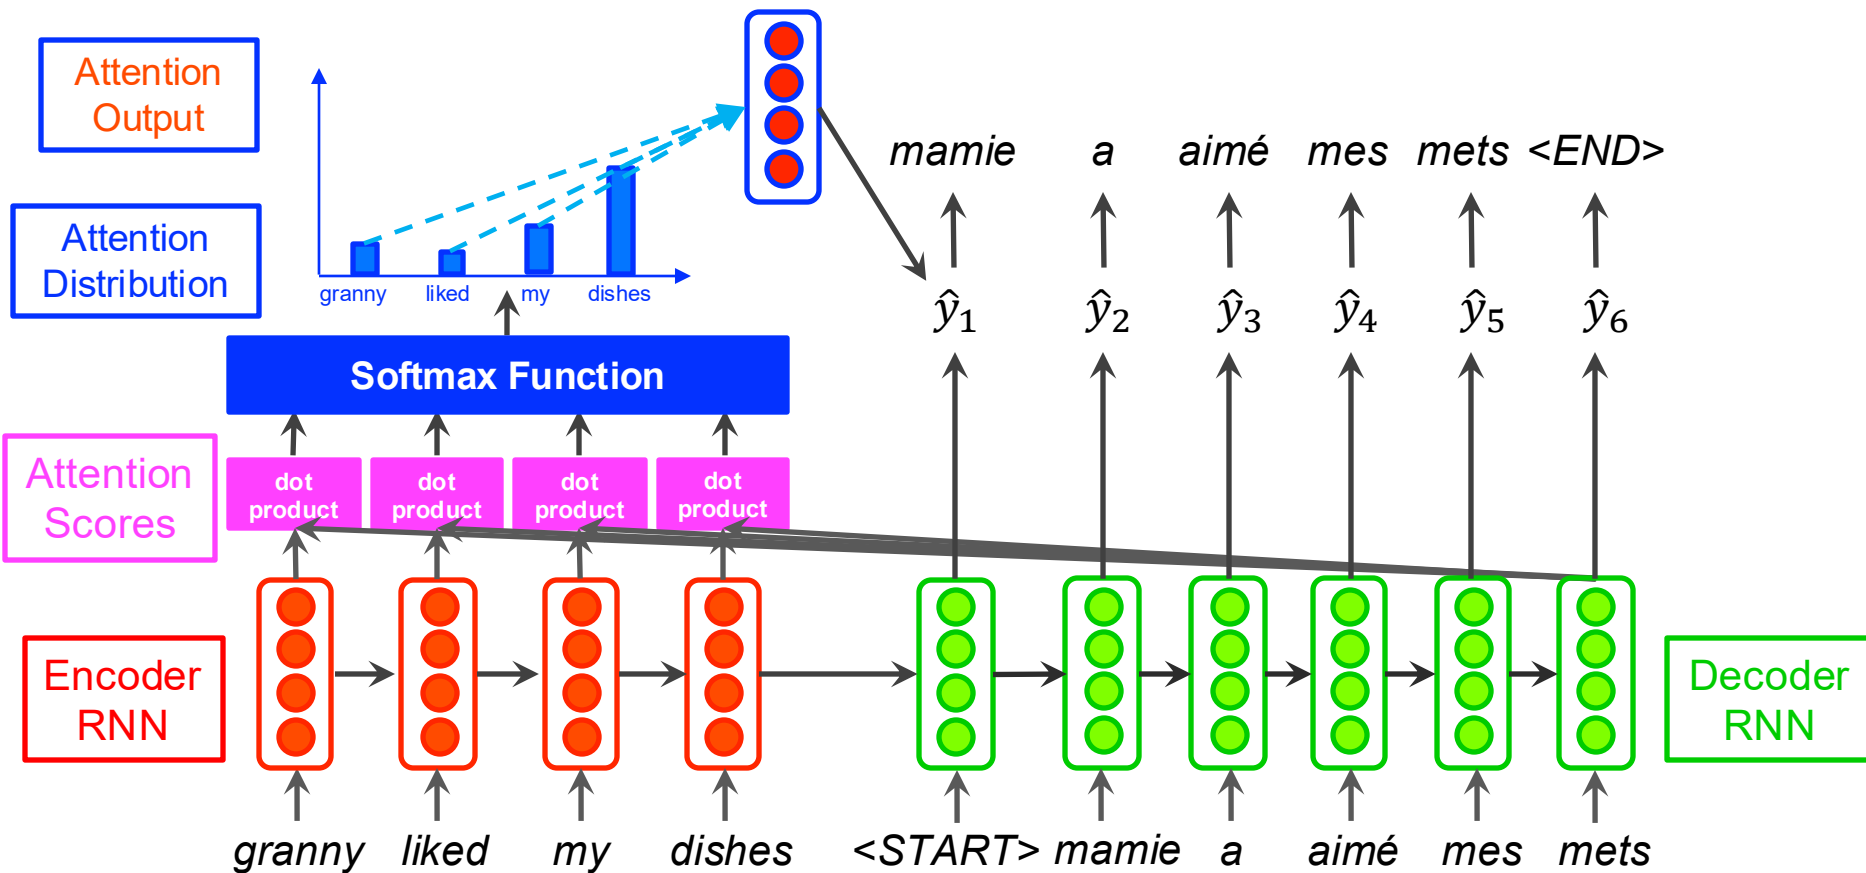 Attention
Output
Attention
Distribution
granny liked my dishes
mamie a aimé mes mets <END>
ŷ1 ŷ2 ŷ3 ŷ4 ŷ5 ŷ6
Softmax Function
Attention
Scores
dot
product
dot
product
dot
product
dot
product
Encoder
RNN
Decoder
RNN
granny liked my dishes <START> mamie a aimé mes mets